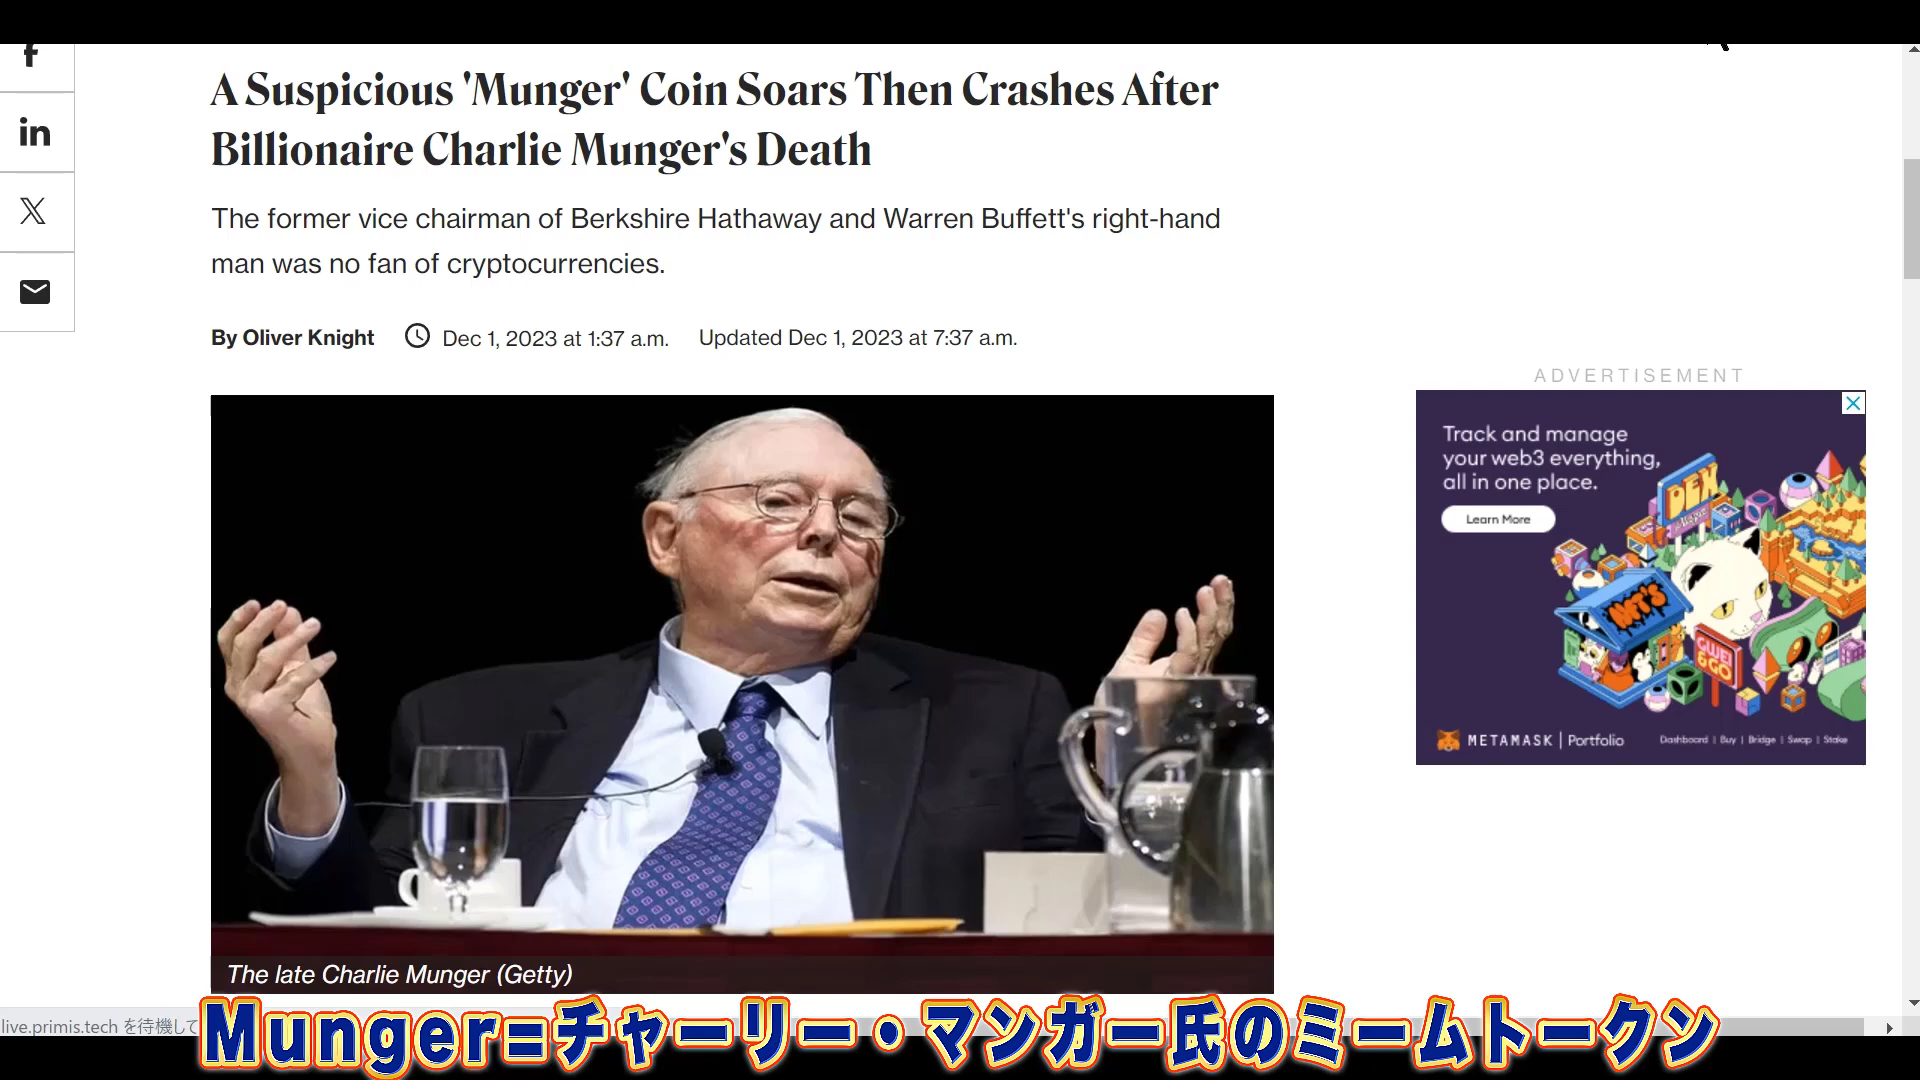 A Suspicious 'Munger' Coin Soars Then Crashes After
Billionaire Charlie Munger's Death
The former vice chairman of Berkshire Hathaway and Warren Buffett's right-hand
man was no fan of cryptocurrencies.
By Oliver Knight Dec 1, 2023 at 1:37 a.m. Updated Dec 1, 2023 at 7:37 a.m.
ADVERTISEMENT
Track and manage
your web3 everything,
all in one place.
Learn More
DEX
NFT's
GWEI
& GO
METAMASK | Portfolio
Dashboard | Buy | Bridge | Swap | Stake
The late Charlie Munger (Getty)
live.primis.tech を待機して
Munger=チャーリー・マンガー氏のミームトークン